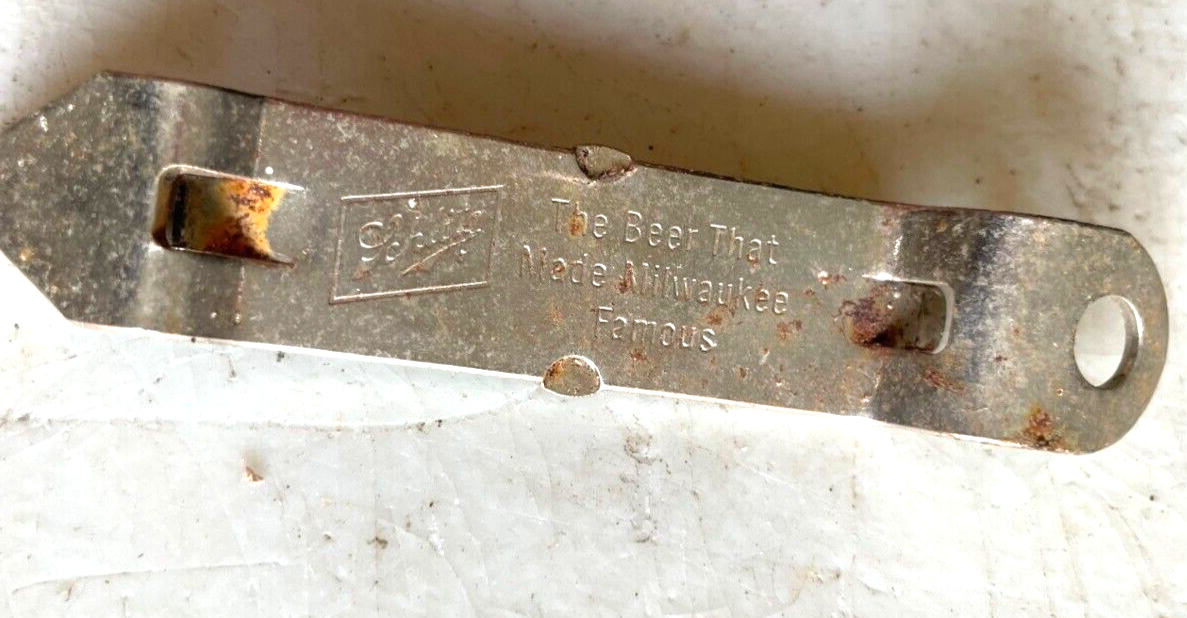 Schlitz
The Beer That
Made Milwaukee
Famous